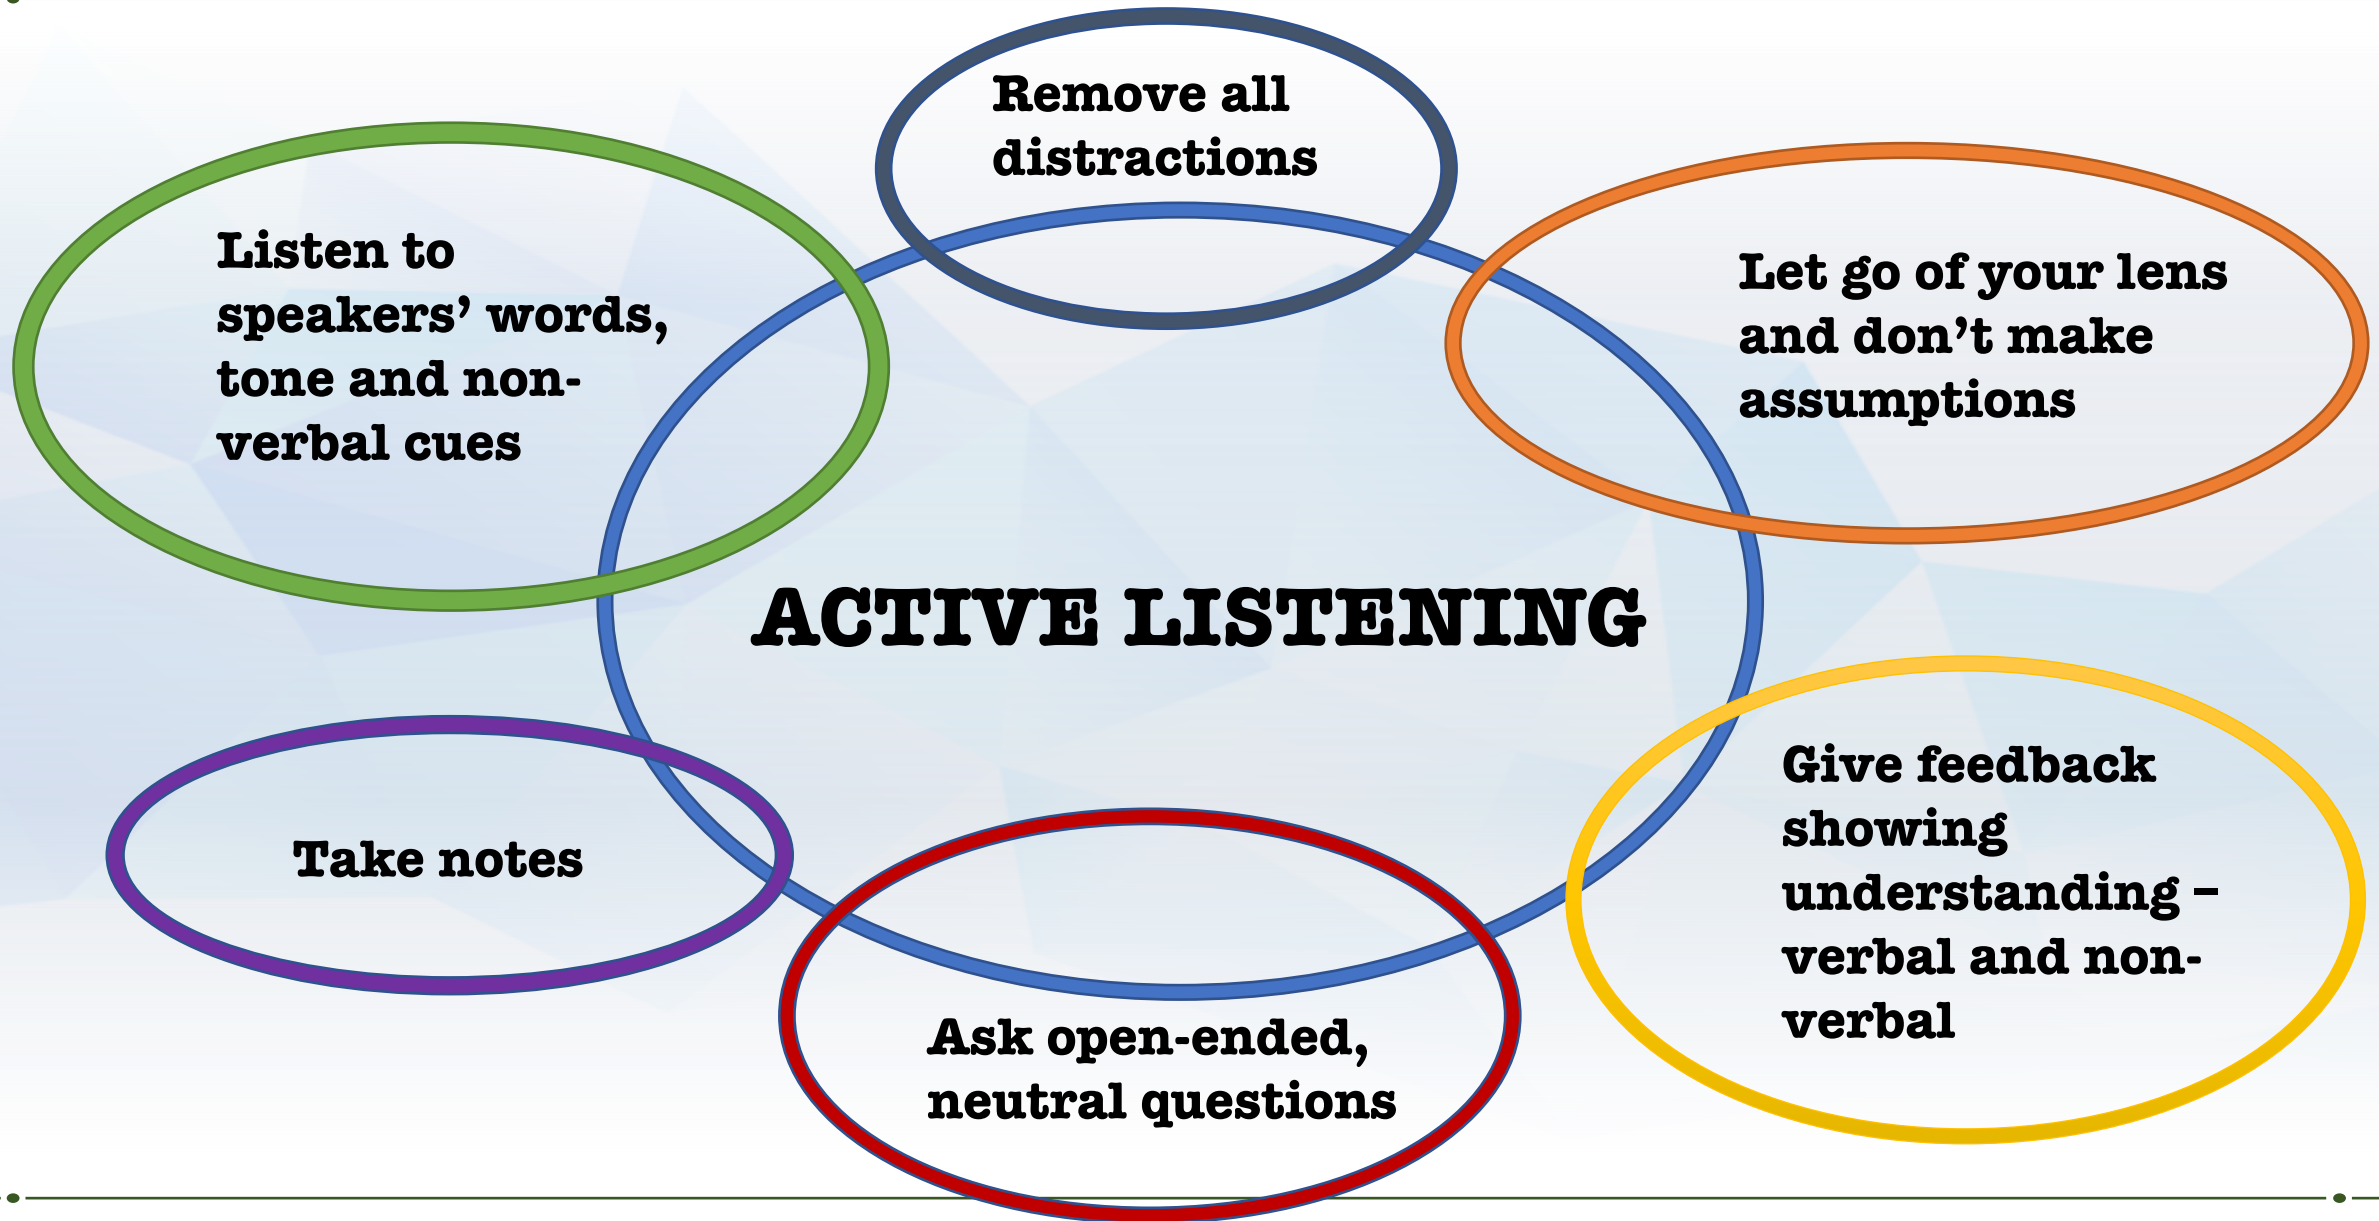 Remove all
distractions
Listen to
speakers’ words,
tone and non-
verbal cues
Let go of your lens
and don’t make
assumptions
ACTIVE LISTENING
Give feedback
showing
understanding –
verbal and non-
verbal
Take notes
Ask open-ended,
neutral questions